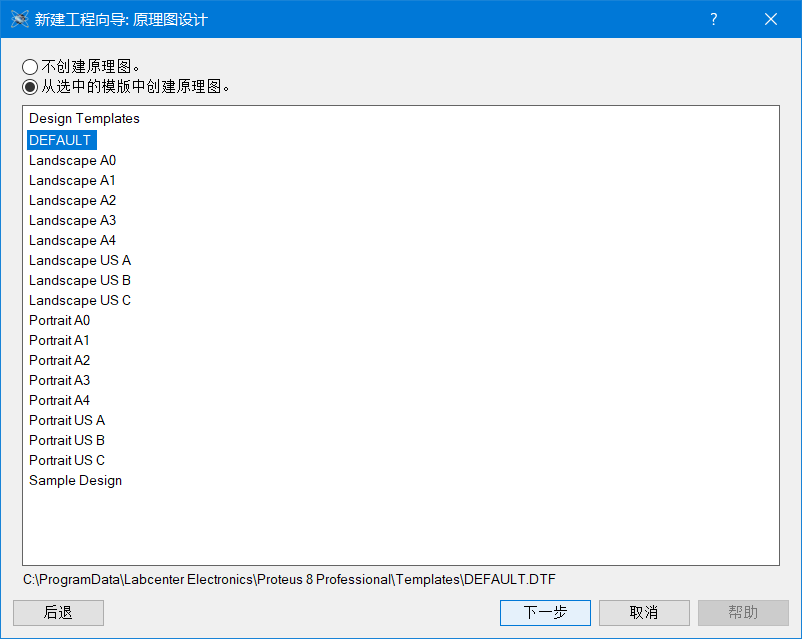 新建工程向导: 原理图设计
?
不创建原理图。
从选中的模版中创建原理图。
Design Templates
DEFAULT
Landscape A0
Landscape A1
Landscape A2
Landscape A3
Landscape A4
Landscape US A
Landscape US B
Landscape US C
Portrait A0
Portrait A1
Portrait A2
Portrait A3
Portrait A4
Portrait US A
Portrait US B
Portrait US C
Sample Design
C:\ProgramData\Labcenter Electronics\Proteus 8 Professional\Templates\DEFAULT.DTF
后退 下一步 取消 帮助